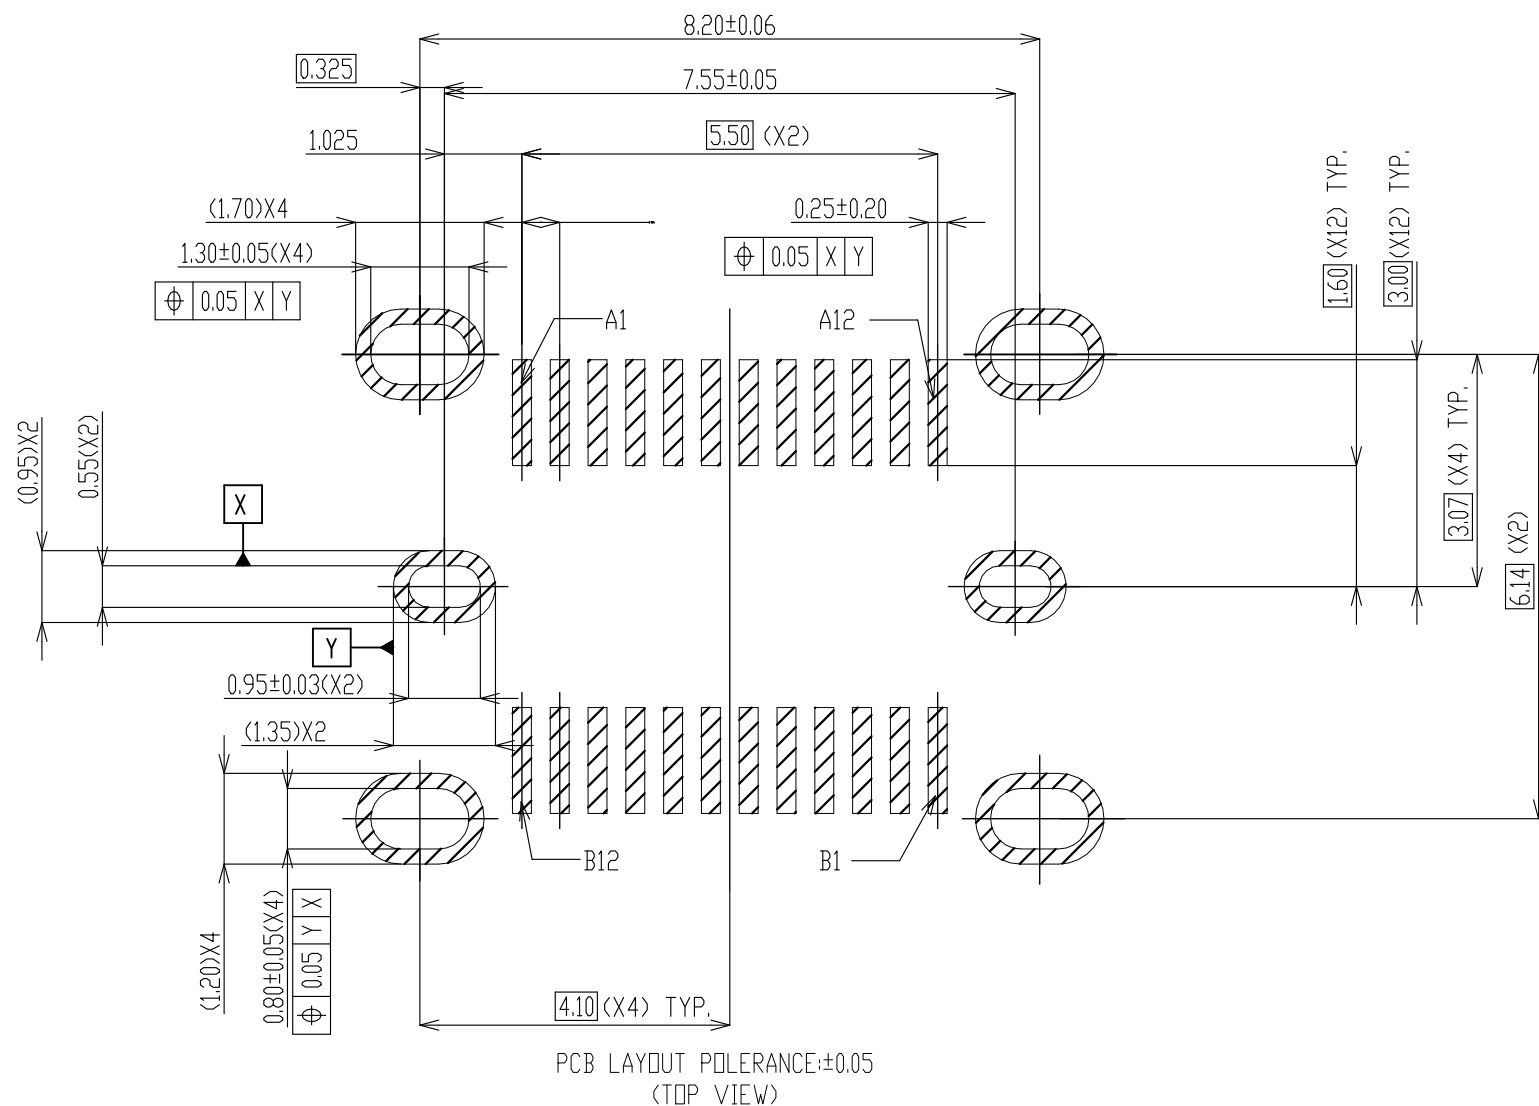 8.20±0.06
0.325
7.55±0.05
1.025
5.50 (X2)
(1.70)X4
0.25±0.20
1.30±0.05(X4)
⌖ 0.05 X Y
⌖ 0.05 X Y
1.60 (X12) TYP.
3.00 (X12) TYP.
A1
A12
(0.95)X2
0.55(X2)
X
3.07 (X4) TYP.
6.14 (X2)
Y
0.95±0.03(X2)
(1.35)X2
B12
B1
(1.20)X4
0.80±0.05(X4)
⌖ 0.05 Y X
4.10 (X4) TYP.
PCB LAYOUT POLERANCE:±0.05
(TOP VIEW)